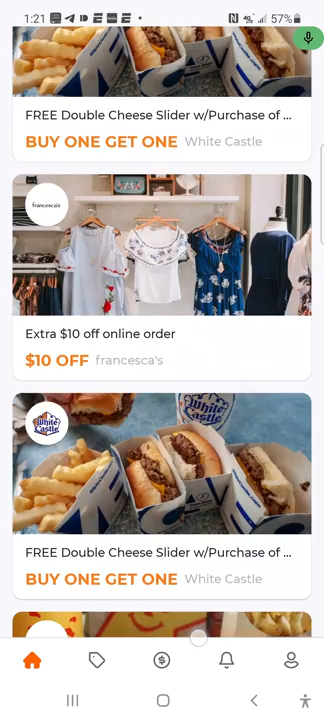 1:21
57%
FREE Double Cheese Slider w/Purchase of ...
BUY ONE GET ONE White Castle
francesca's
Extra $10 off online order
$10 OFF francesca's
White Castle
White Castle
FREE Double Cheese Slider w/Purchase of ...
BUY ONE GET ONE White Castle